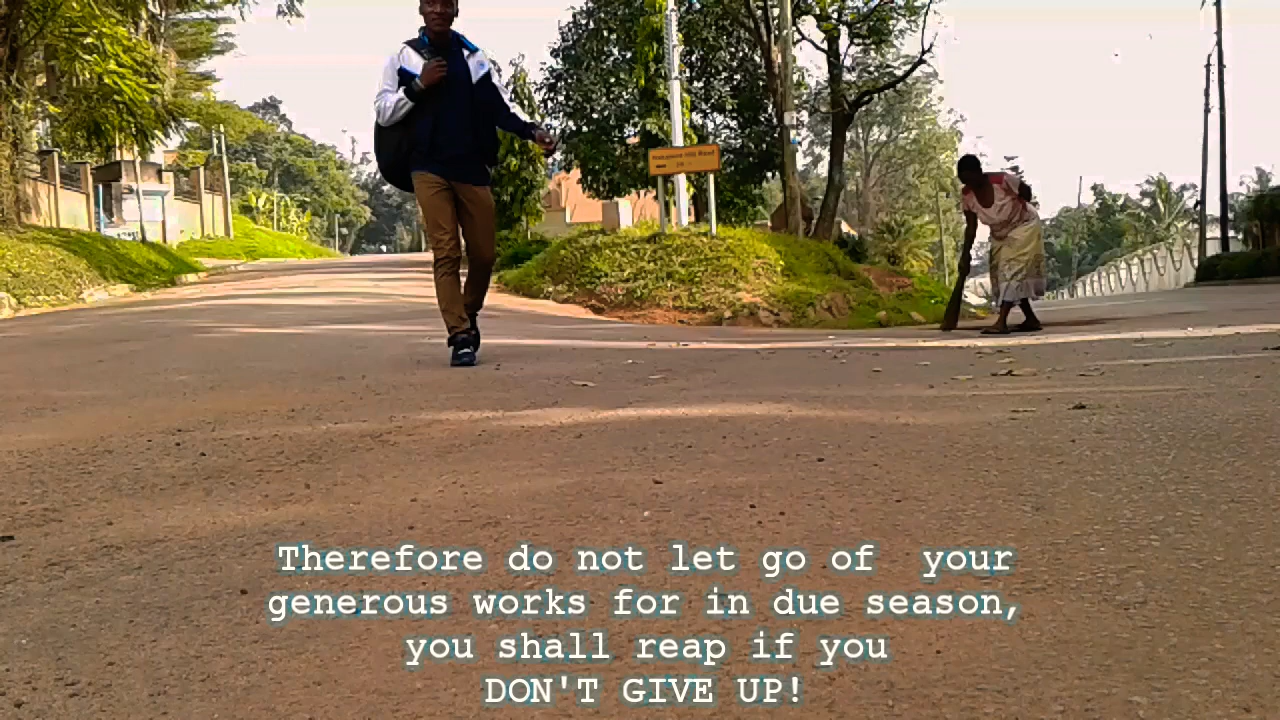 Therefore do not let go of  your
generous works for in due season,
you shall reap if you
DON'T GIVE UP!